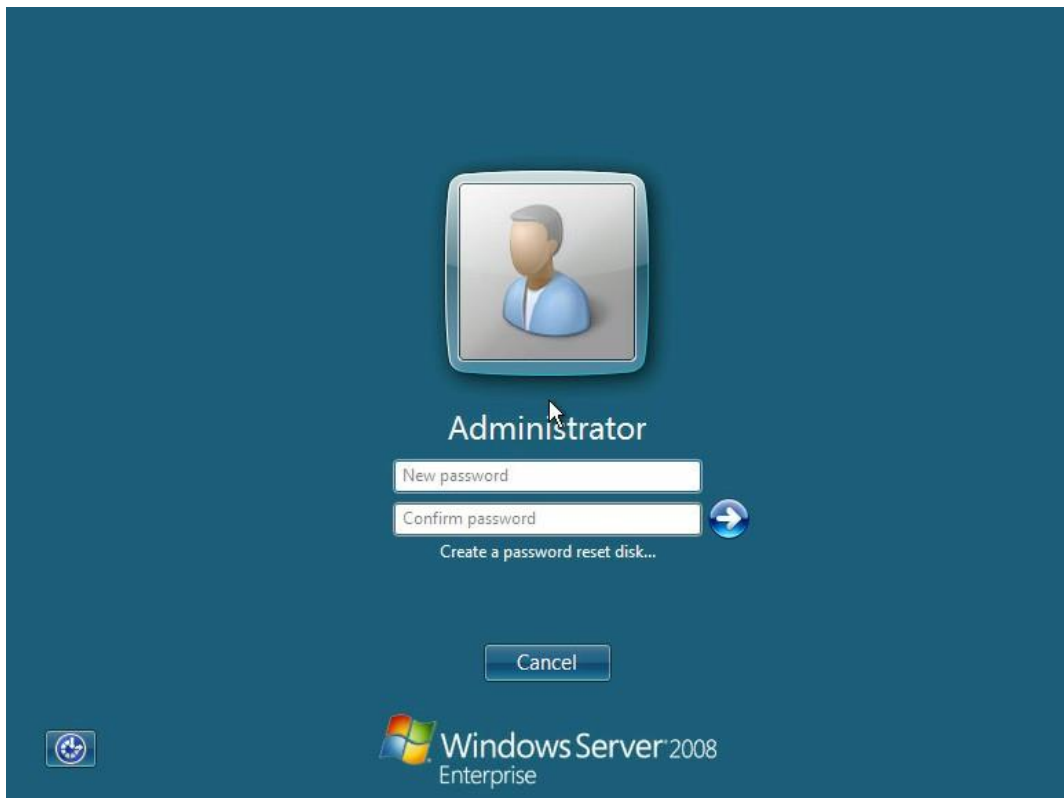 Administrator
New password
Confirm password
Create a password reset disk...
Cancel
Windows Server 2008
Enterprise